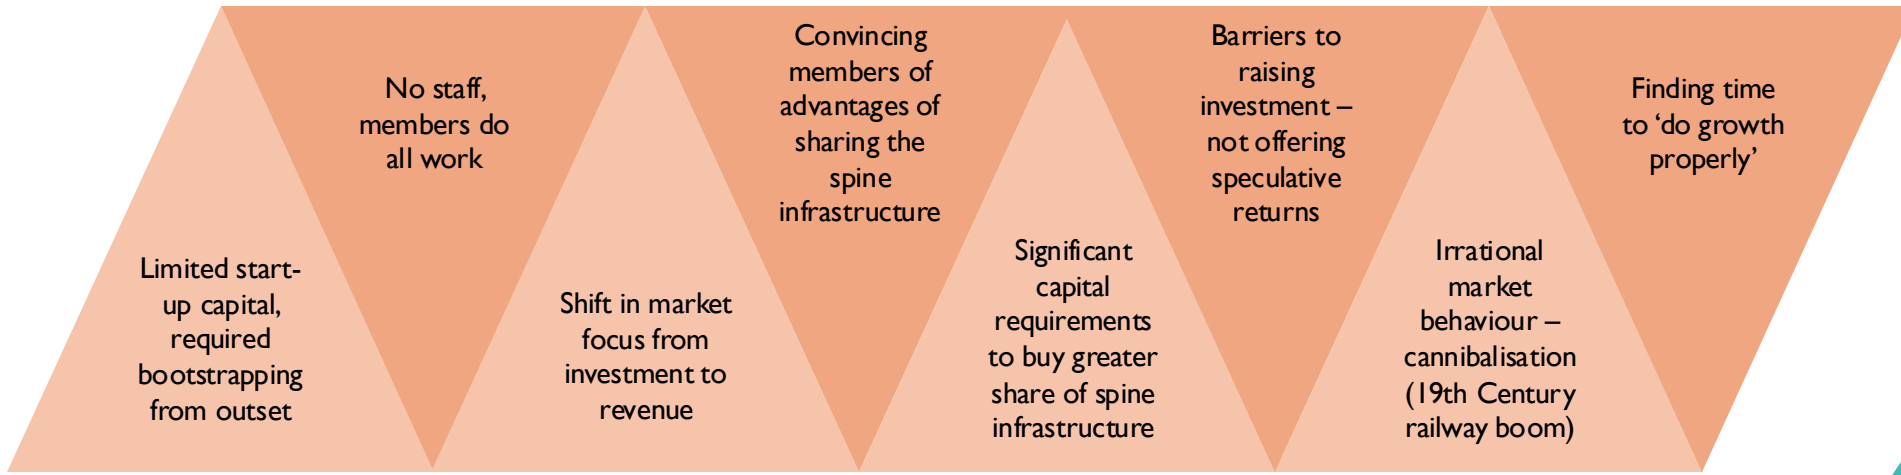 Limited start-
up capital,
required
bootstrapping
from outset
No staff,
members do
all work
Shift in market
focus from
investment to
revenue
Convincing
members of
advantages of
sharing the
spine
infrastructure
Significant
capital
requirements
to buy greater
share of spine
infrastructure
Barriers to
raising
investment –
not offering
speculative
returns
Irrational
market
behaviour –
cannibalisation
(19th Century
railway boom)
Finding time
to ‘do growth
properly’